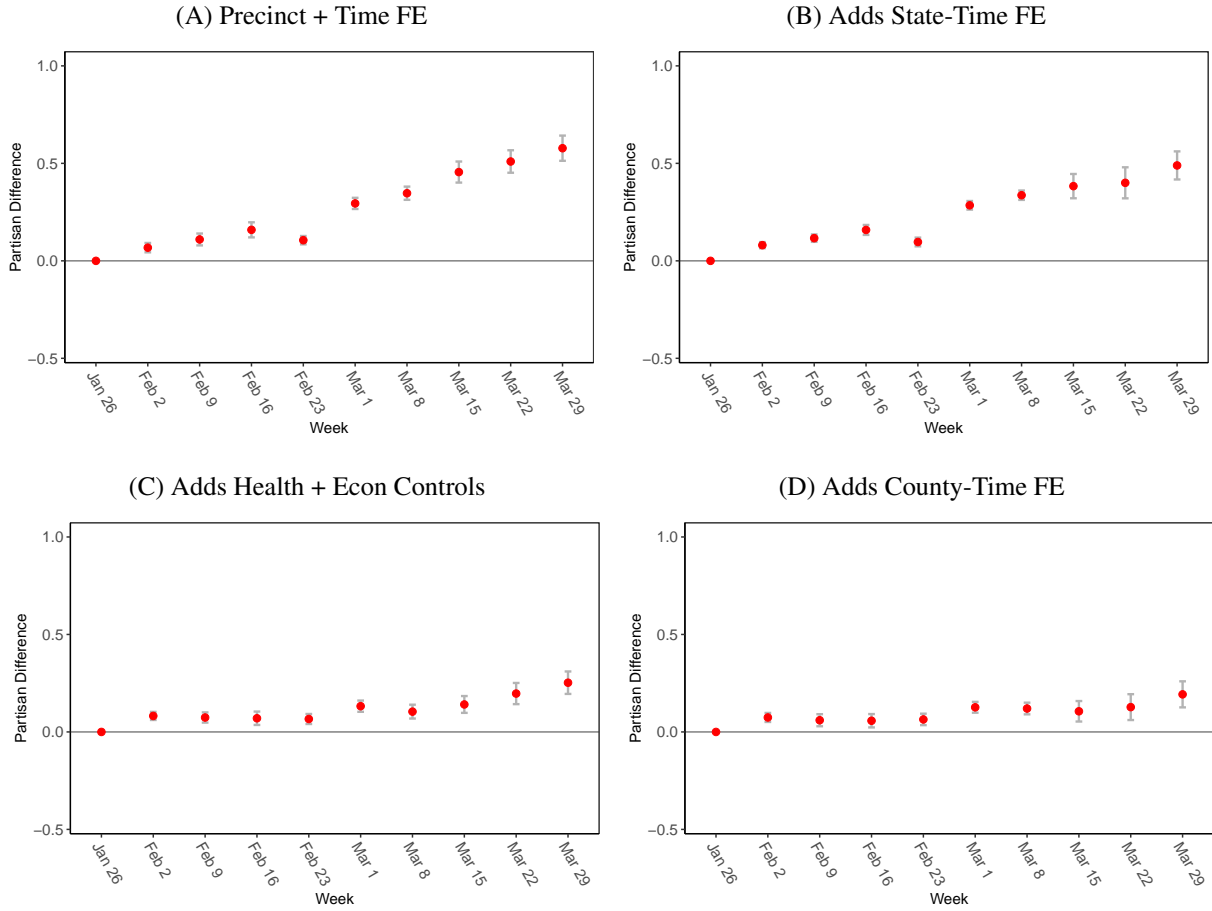 (A) Precinct + Time FE
1.0
0.5
0.0
−0.5
Partisan Difference
Jan 26
Feb 2
Feb 9
Feb 16
Feb 23
Mar 1
Mar 8
Mar 15
Mar 22
Mar 29
Week
(B) Adds State-Time FE
1.0
0.5
0.0
−0.5
Partisan Difference
Jan 26
Feb 2
Feb 9
Feb 16
Feb 23
Mar 1
Mar 8
Mar 15
Mar 22
Mar 29
Week
(C) Adds Health + Econ Controls
1.0
0.5
0.0
−0.5
Partisan Difference
Jan 26
Feb 2
Feb 9
Feb 16
Feb 23
Mar 1
Mar 8
Mar 15
Mar 22
Mar 29
Week
(D) Adds County-Time FE
1.0
0.5
0.0
−0.5
Partisan Difference
Jan 26
Feb 2
Feb 9
Feb 16
Feb 23
Mar 1
Mar 8
Mar 15
Mar 22
Mar 29
Week